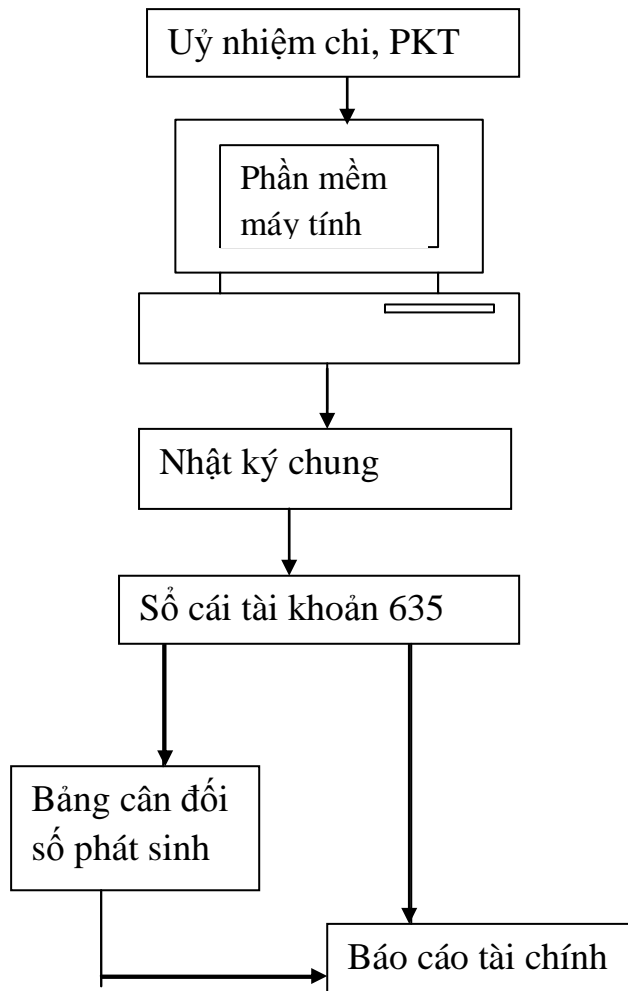 Uỷ nhiệm chi, PKT
Phần mềm
máy tính
Nhật ký chung
Sổ cái tài khoản 635
Bảng cân đối
số phát sinh
Báo cáo tài chính